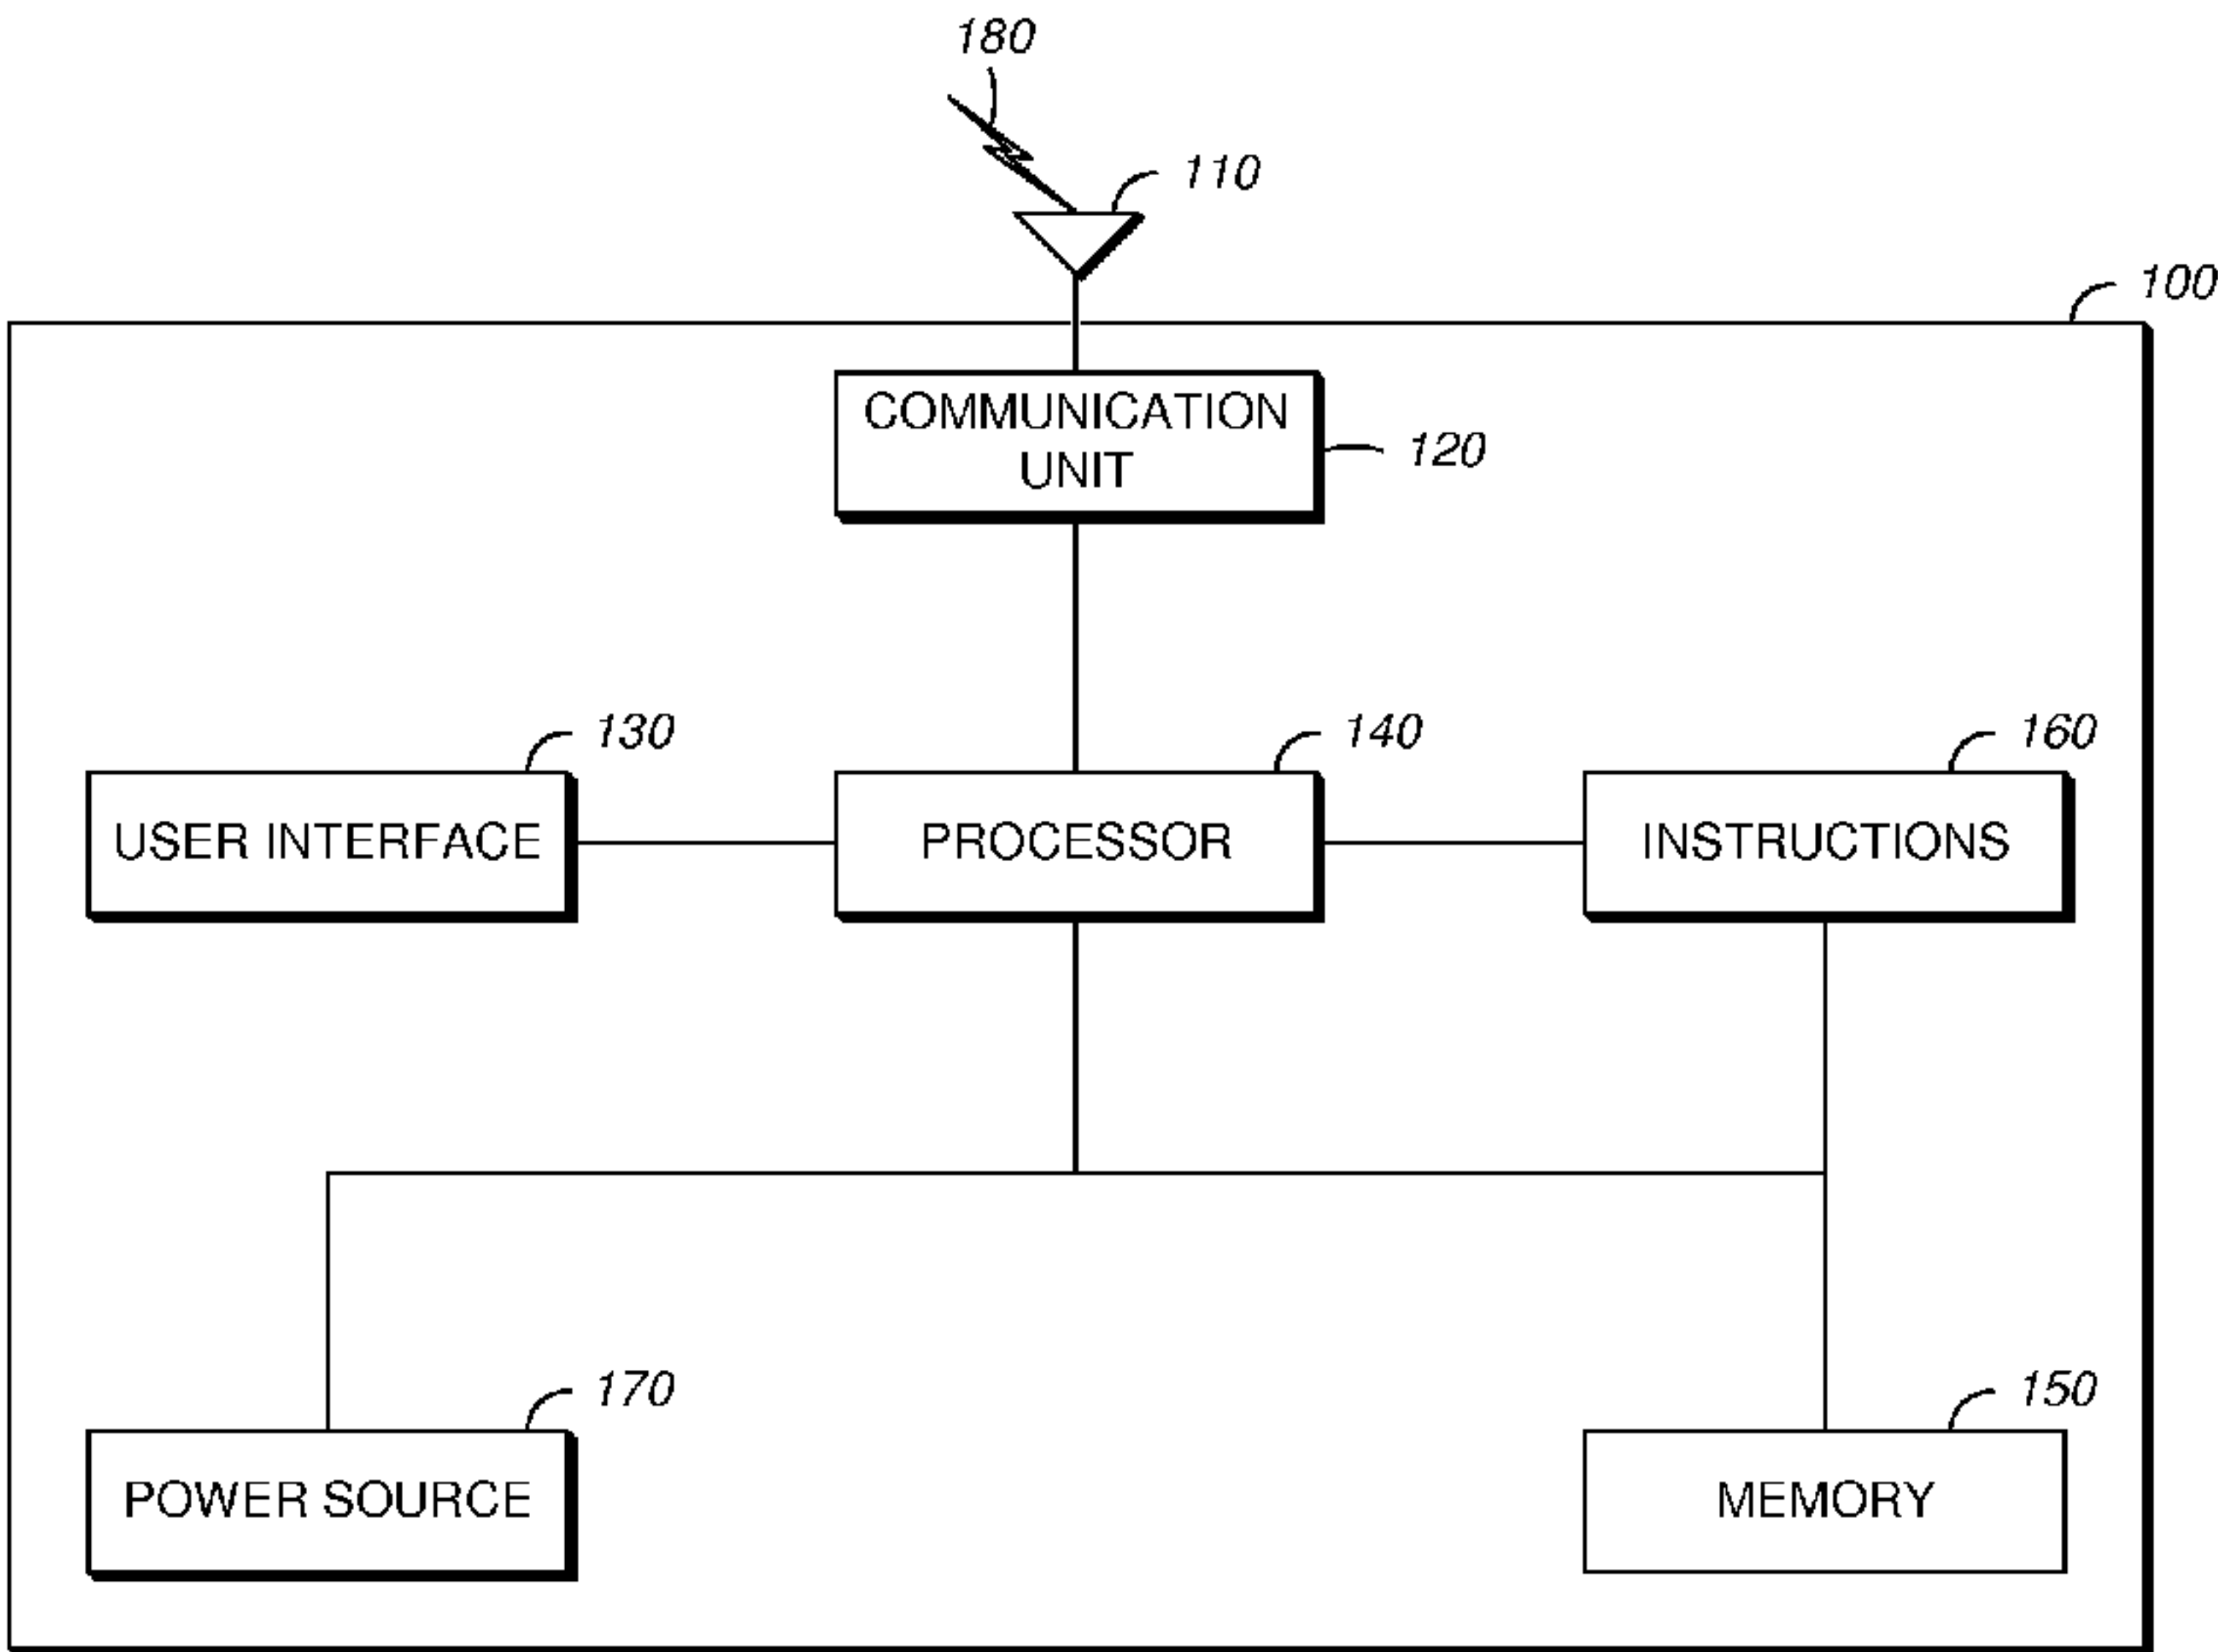 180
110
100
COMMUNICATION
UNIT
120
130
140
160
USER INTERFACE
PROCESSOR
INSTRUCTIONS
170
150
POWER SOURCE
MEMORY